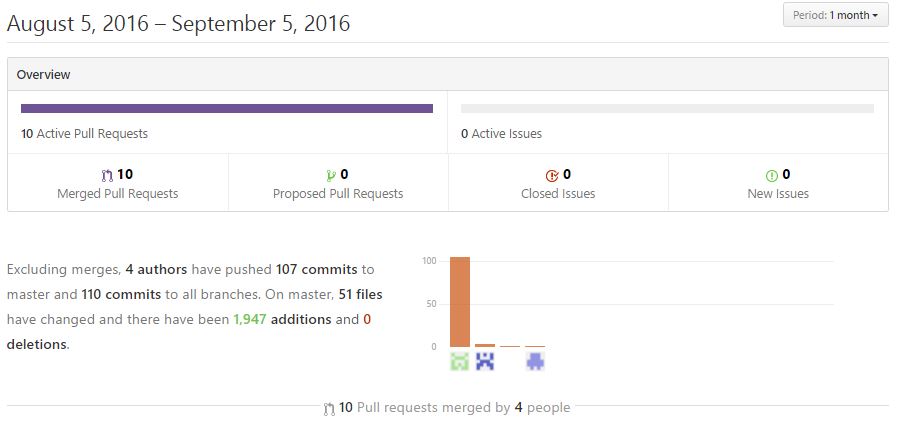 August 5, 2016 – September 5, 2016
Period: 1 month
Overview
10 Active Pull Requests
0 Active Issues
10
Merged Pull Requests
0
Proposed Pull Requests
0
Closed Issues
0
New Issues
Excluding merges, 4 authors have pushed 107 commits to
master and 110 commits to all branches. On master, 51 files
have changed and there have been 1,947 additions and 0
deletions.
100
50
0
10 Pull requests merged by 4 people